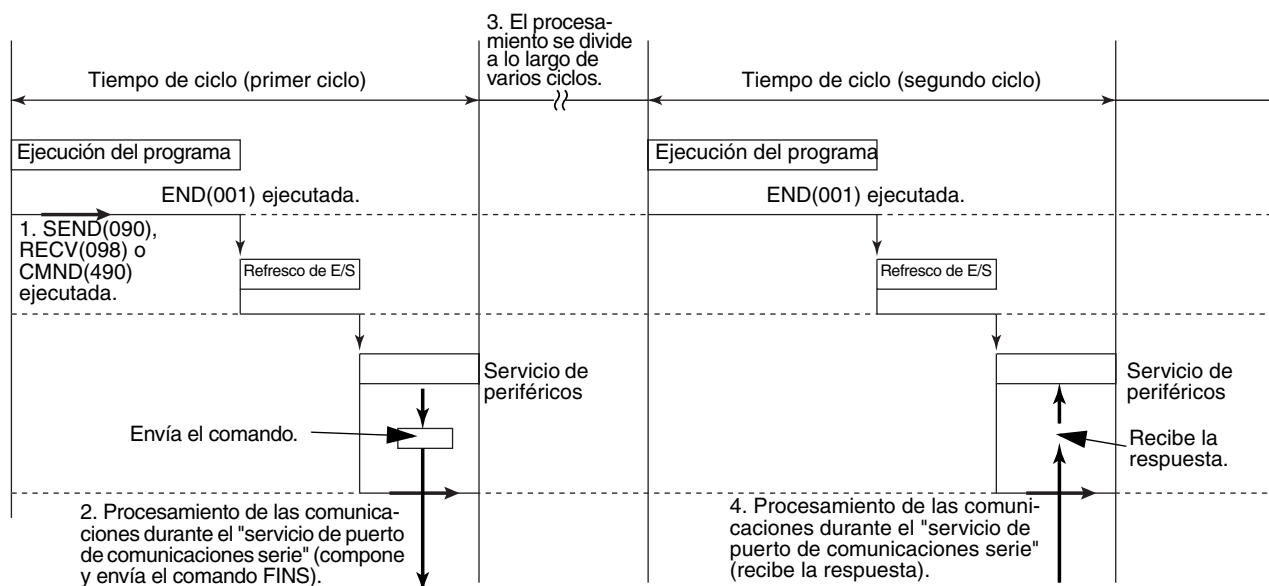 3. El procesa-
miento se divide
a lo largo de
varios ciclos.
Tiempo de ciclo (primer ciclo)
Tiempo de ciclo (segundo ciclo)
Ejecución del programa
Ejecución del programa
END(001) ejecutada.
END(001) ejecutada.
1. SEND(090),
RECV(098) o
CMND(490)
ejecutada.
Refresco de E/S
Refresco de E/S
Servicio de
periféricos
Servicio de
periféricos
Envía el comando.
Recibe la
respuesta.
2. Procesamiento de las comunica-
ciones durante el "servicio de puerto
de comunicaciones serie" (compone
y envía el comando FINS).
4. Procesamiento de las comuni-
caciones durante el "servicio de
puerto de comunicaciones serie"
(recibe la respuesta).